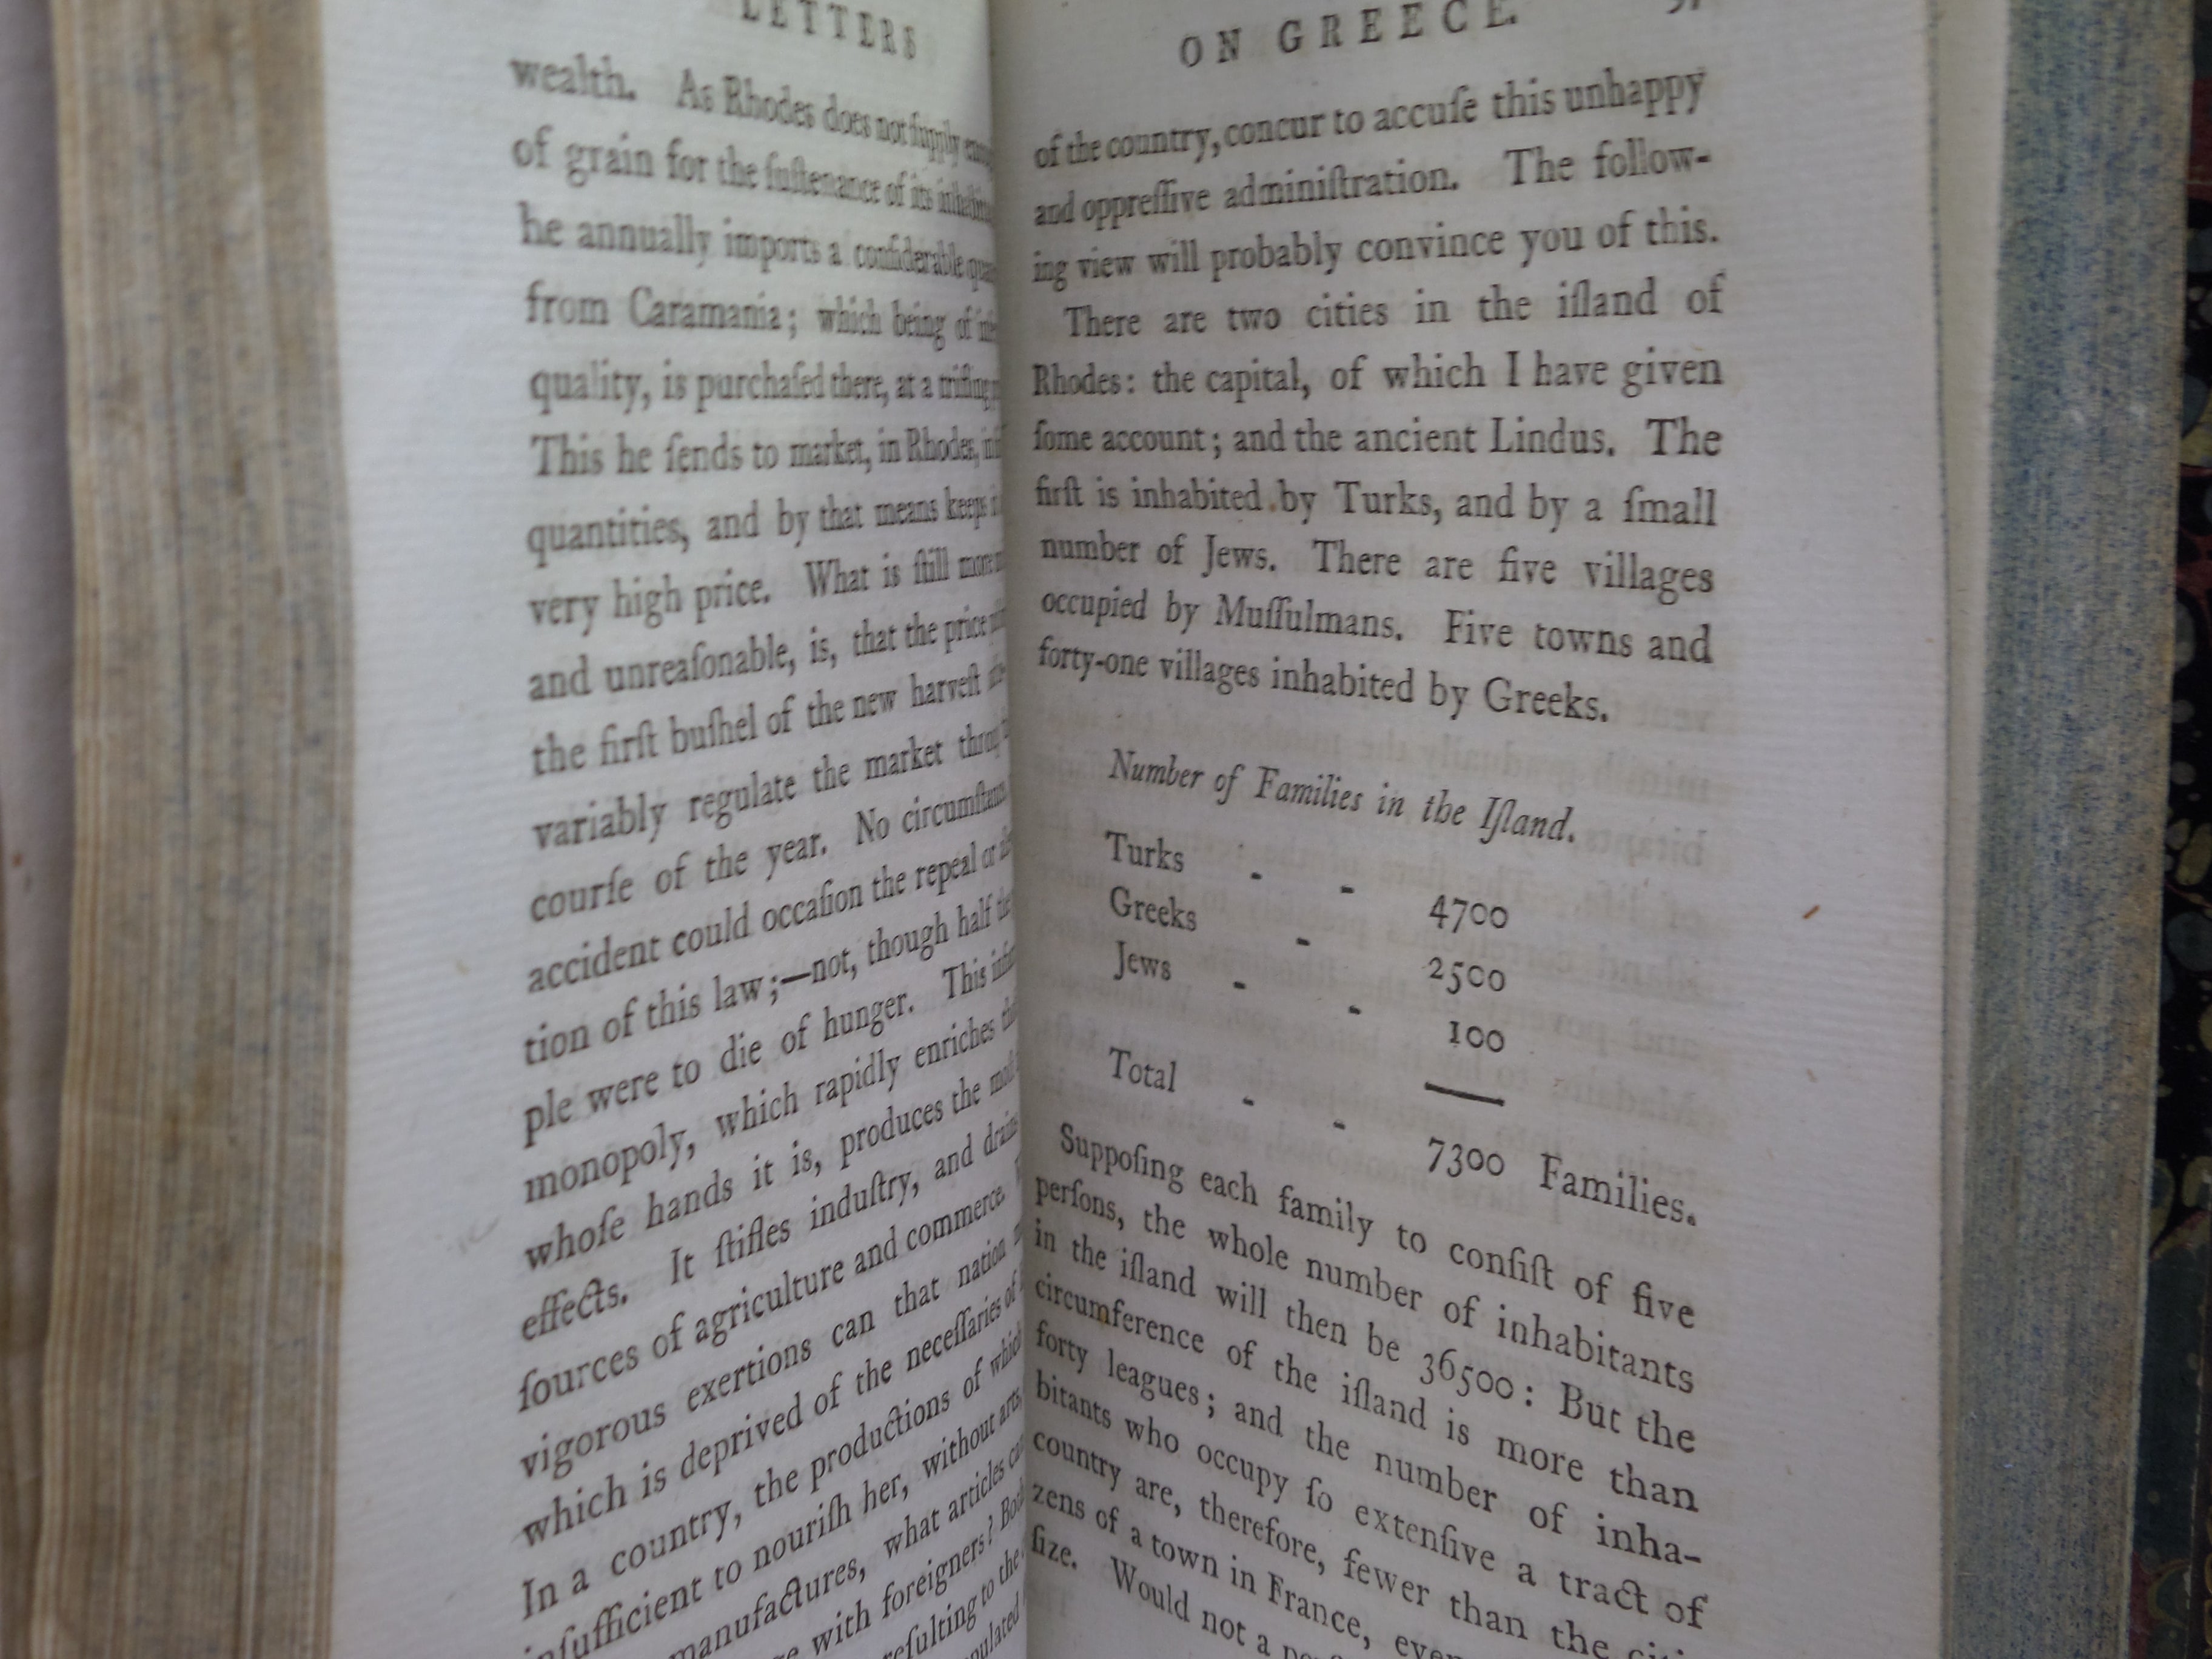 LETTERS
wealth. As Rhodes does not ſupply
of grain for the ſuſtenance of its
he annually imports a conſiderable
from Caramania; which being of
quality, is purchaſed there, at a trifling
This he ſends to market, in Rhodes,
quantities, and by that means keeps
very high price. What is ſtill more
and unreaſonable, is, that the price
the firſt buſhel of the new harveſt
variably regulate the market
courſe of the year. No
accident could occaſion the repeal or
tion of this law;—not, though half
ple were to die of hunger. This
monopoly, which rapidly enriches
whoſe hands it is, produces the
effects. It ſtifles induſtry, and
ſources of agriculture and commerce.
vigorous exertions can that nation
which is deprived of the neceſſaries of
In a country, the productions of which
inſufficient to nouriſh her, without arts,
manufactures, what articles
with foreigners?
reſulting to the
ON GREECE.
of the country, concur to accuſe this unhappy
and oppreſſive adminiſtration. The follow-
ing view will probably convince you of this.
There are two cities in the iſland of
Rhodes: the capital, of which I have given
ſome account; and the ancient Lindus. The
firſt is inhabited by Turks, and by a ſmall
number of Jews. There are five villages
occupied by Muſſulmans. Five towns and
forty-one villages inhabited by Greeks.
Number of Families in the Iſland.
Turks - - 4700
Greeks - 2500
Jews - - 100
Total - - 7300 Families.
Suppoſing each family to conſiſt of five
perſons, the whole number of inhabitants
in the iſland will then be 36500: But the
circumference of the iſland is more than
forty leagues; and the number of inha-
bitants who occupy ſo extenſive a tract of
country are, therefore, fewer than the
zens of a town in France,
ſize. Would not a